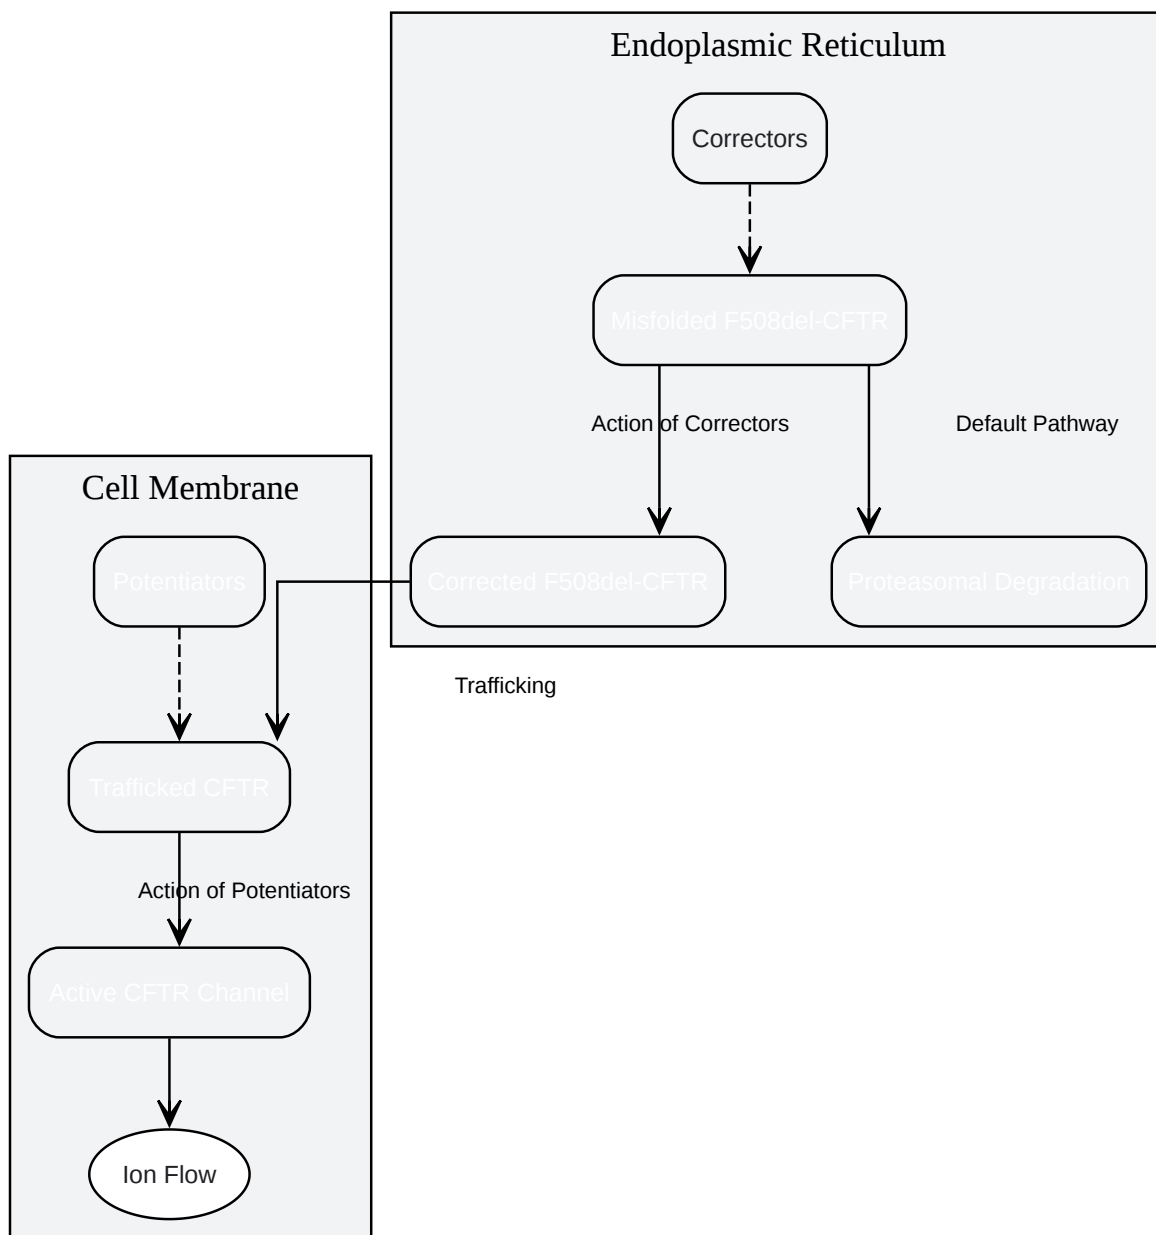 Endoplasmic Reticulum
Correctors
Misfolded F508del-CFTR
Action of Correctors
Default Pathway
Corrected F508del-CFTR
Proteasomal Degradation
Trafficking
Cell Membrane
Potentiators
Trafficked CFTR
Action of Potentiators
Active CFTR Channel
Ion Flow